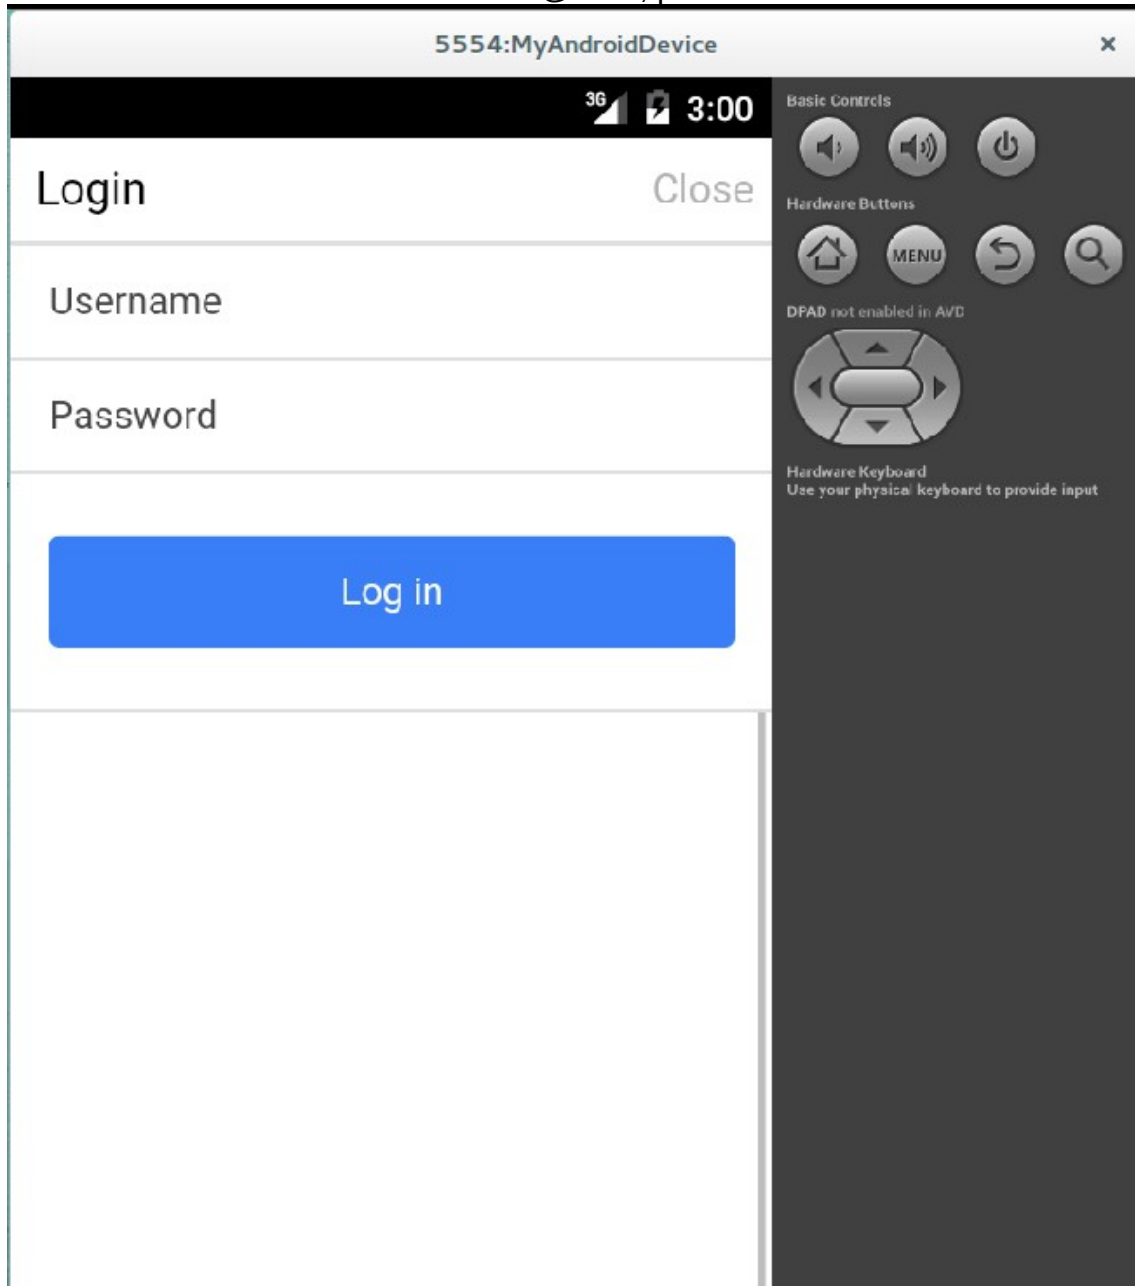 5554:MyAndroidDevice
3G 3:00
Login Close
Username
Password
Log in
Basic Controls
Hardware Buttons
MENU
DPAD not enabled in AVD
Hardware Keyboard
Use your physical keyboard to provide input